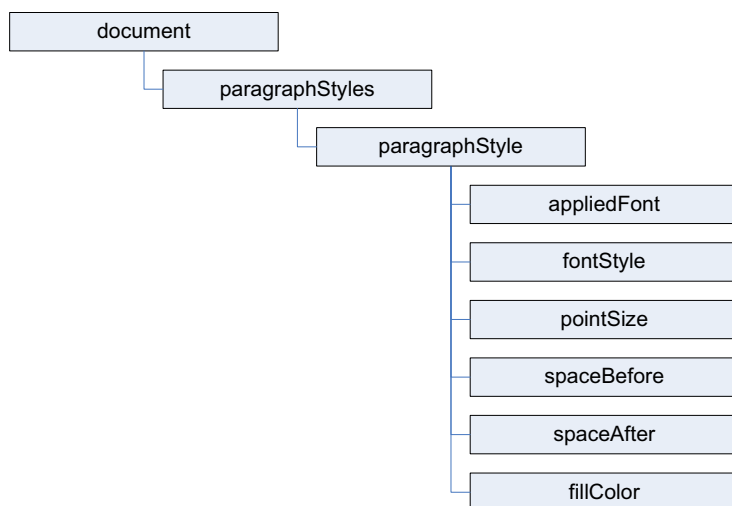 document
paragraphStyles
paragraphStyle
appliedFont
fontStyle
pointSize
spaceBefore
spaceAfter
fillColor